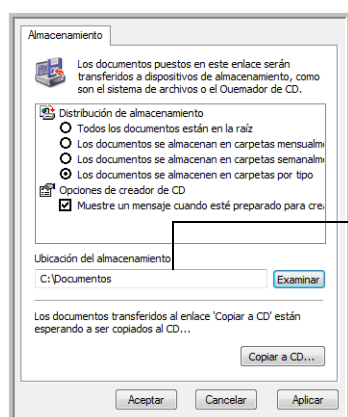 Almacenamiento
Los documentos puestos en este enlace serán
transferidos a dispositivos de almacenamiento, como
son el sistema de archivos o el Quemador de CD.
Distribución de almacenamiento
Todos los documentos están en la raíz
Los documentos se almacenan en carpetas mensualm
Los documentos se almacenan en carpetas semanalm
Los documentos se almacenen en carpetas por tipo
Opciones de creador de CD
Muestre un mensaje cuando esté preparado para crea
Ubicación del almacenamiento
C:\Documentos
Examinar
Los documentos transferidos al enlace 'Copiar a CD' están
esperando a ser copiados al CD...
Copiar a CD...
Aceptar Cancelar Aplicar